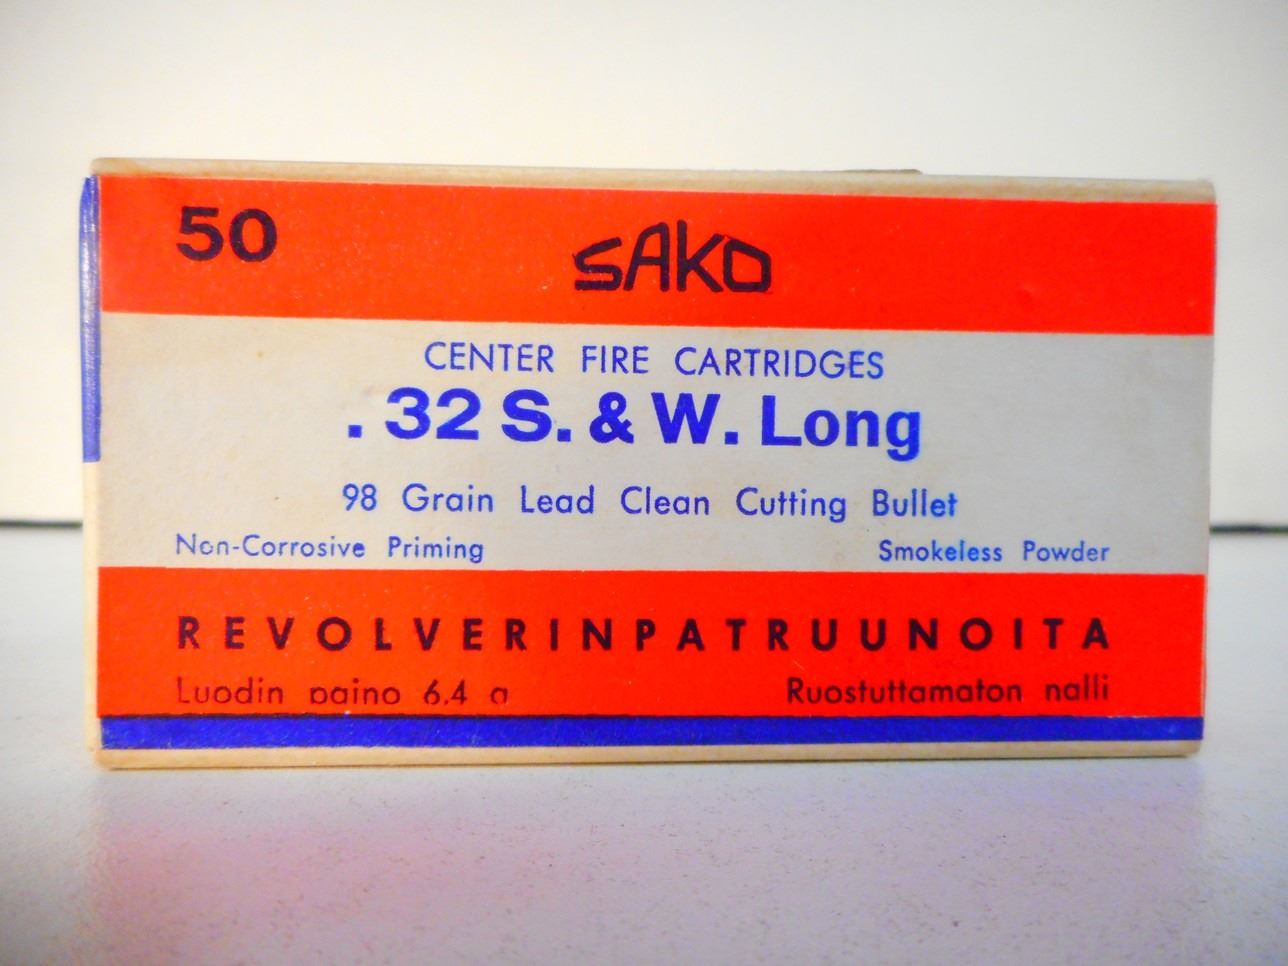 50
SAKO
CENTER FIRE CARTRIDGES
.32 S. & W. Long
98 Grain Lead Clean Cutting Bullet
Non-Corrosive Priming Smokeless Powder
REVOLVERINPATRUUNOITA
Luodin paino 6,4 g Ruostuttamaton nalli